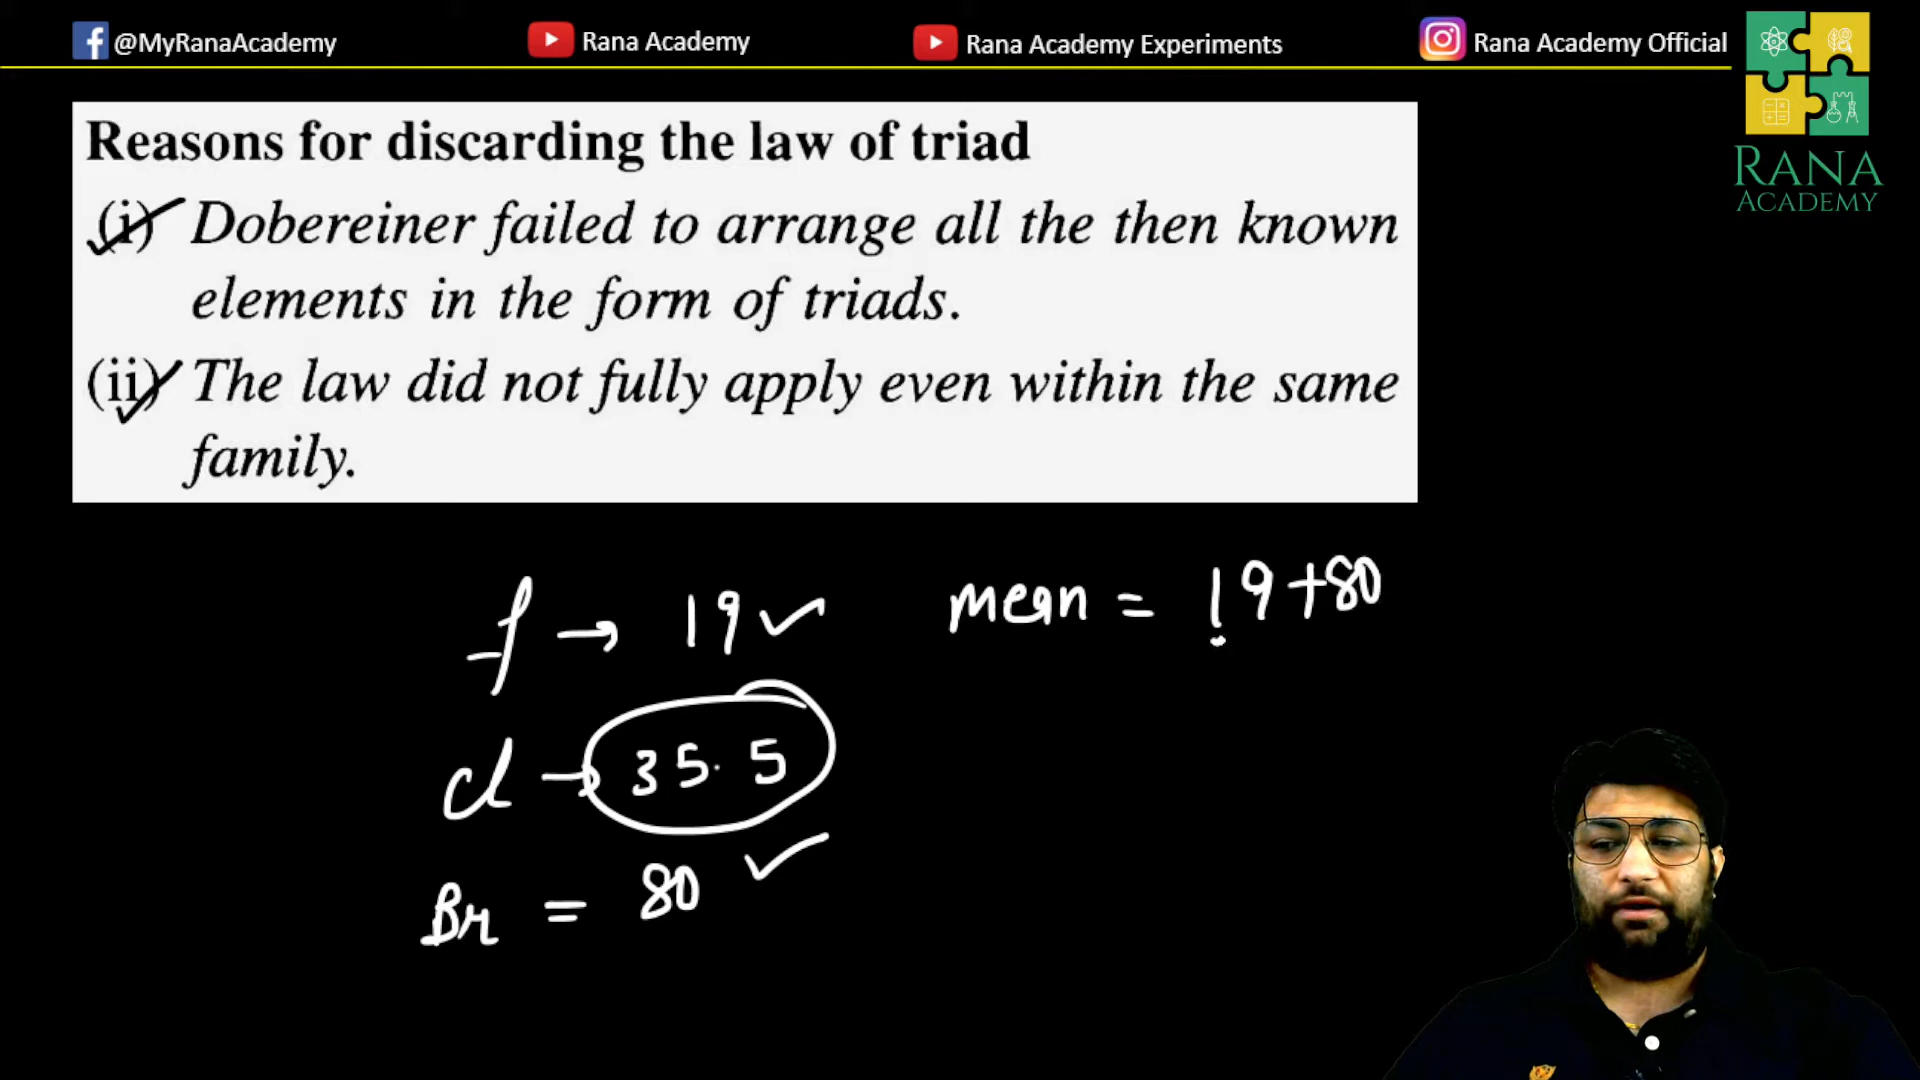 @MyRanaAcademy Rana Academy Rana Academy Experiments Rana Academy Official
RANA
ACADEMY
Reasons for discarding the law of triad
(i) Dobereiner failed to arrange all the then known
elements in the form of triads.
(ii) The law did not fully apply even within the same
family.
f → 19 ✓ mean = 19+80
Cl → 35.5
Br = 80 ✓